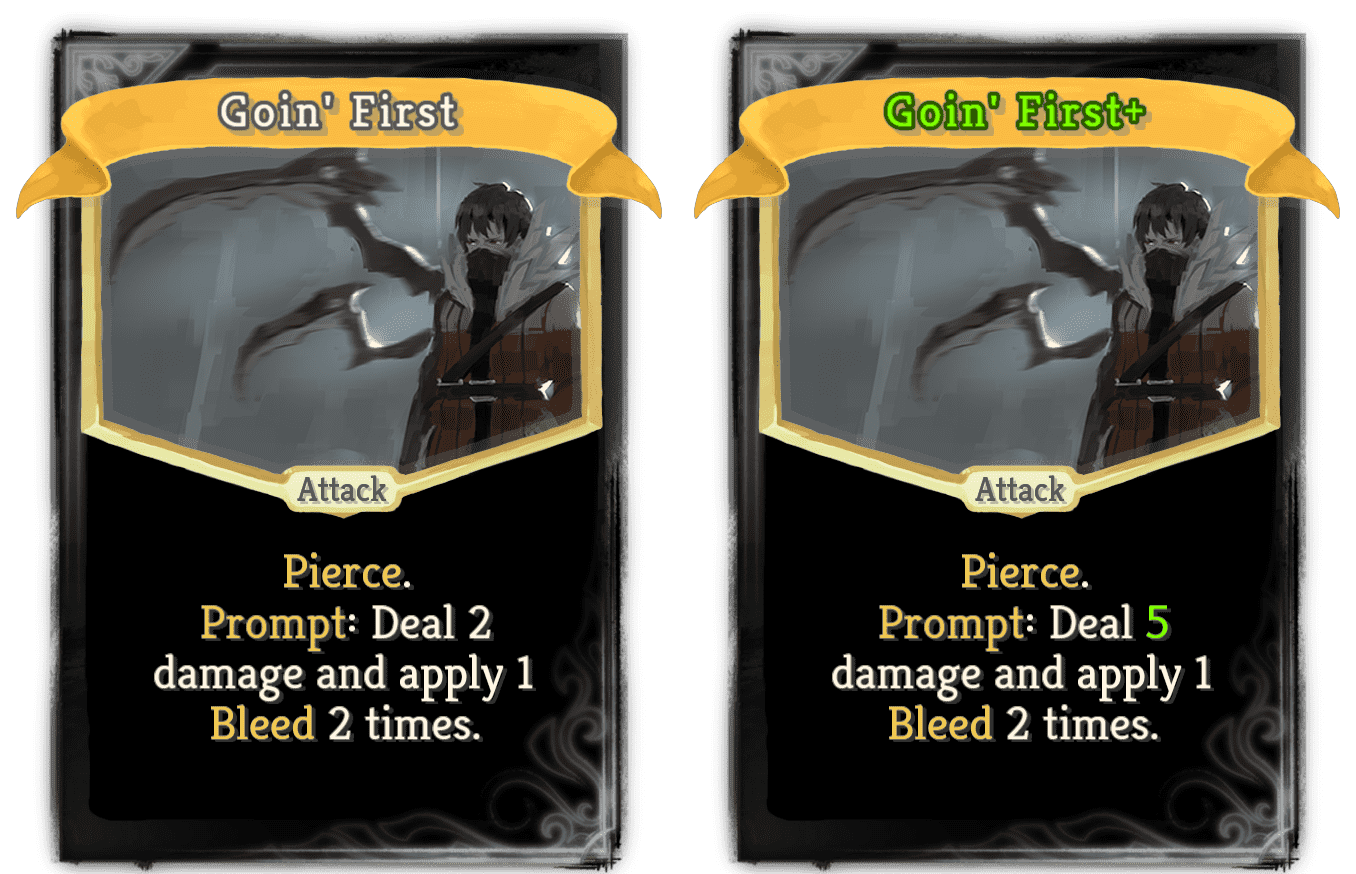 Goin' First
Attack
Pierce.
Prompt: Deal 2
damage and apply 1
Bleed 2 times.
Goin' First+
Attack
Pierce.
Prompt: Deal 5
damage and apply 1
Bleed 2 times.